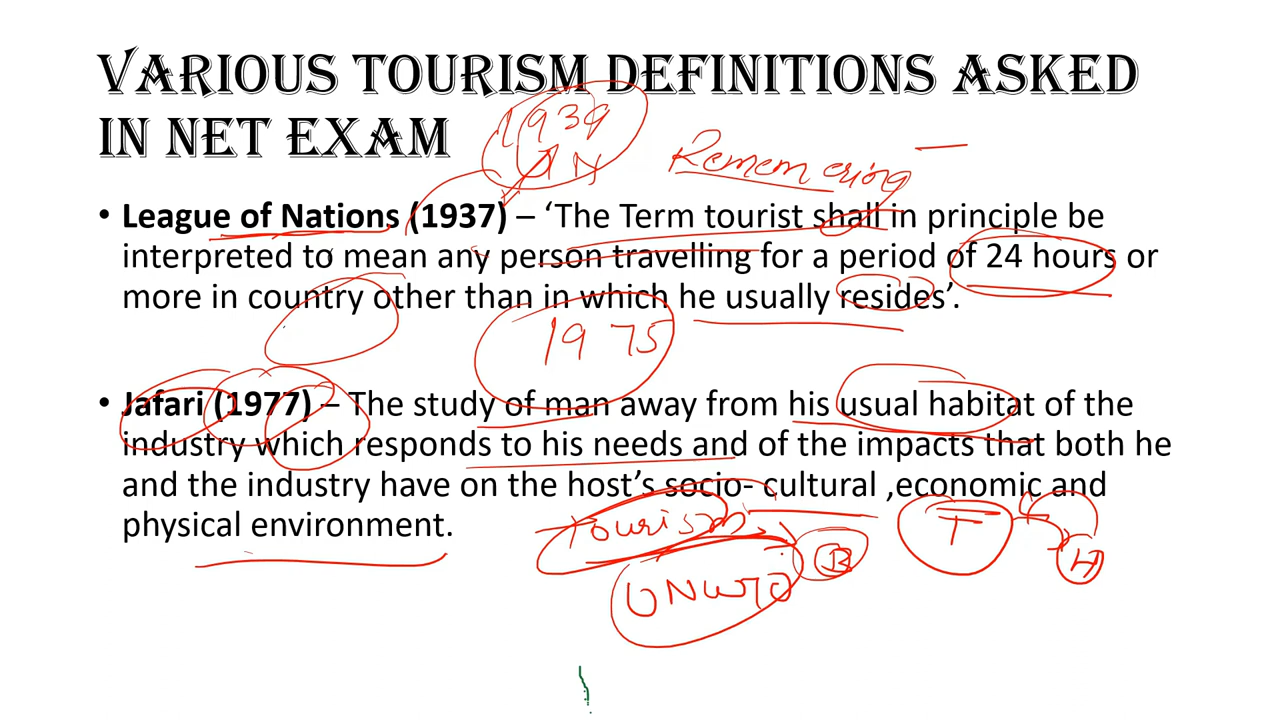 VARIOUS TOURISM DEFINITIONS ASKED
IN NET EXAM
1939
UN
Rememering
• League of Nations (1937) – ‘The Term tourist shall in principle be
interpreted to mean any person travelling for a period of 24 hours or
more in country other than in which he usually resides’.
1975
• Jafari (1977) – The study of man away from his usual habitat of the
industry which responds to his needs and of the impacts that both he
and the industry have on the host’s socio- cultural ,economic and
physical environment.
Tourism
B
T
H
UNWTO